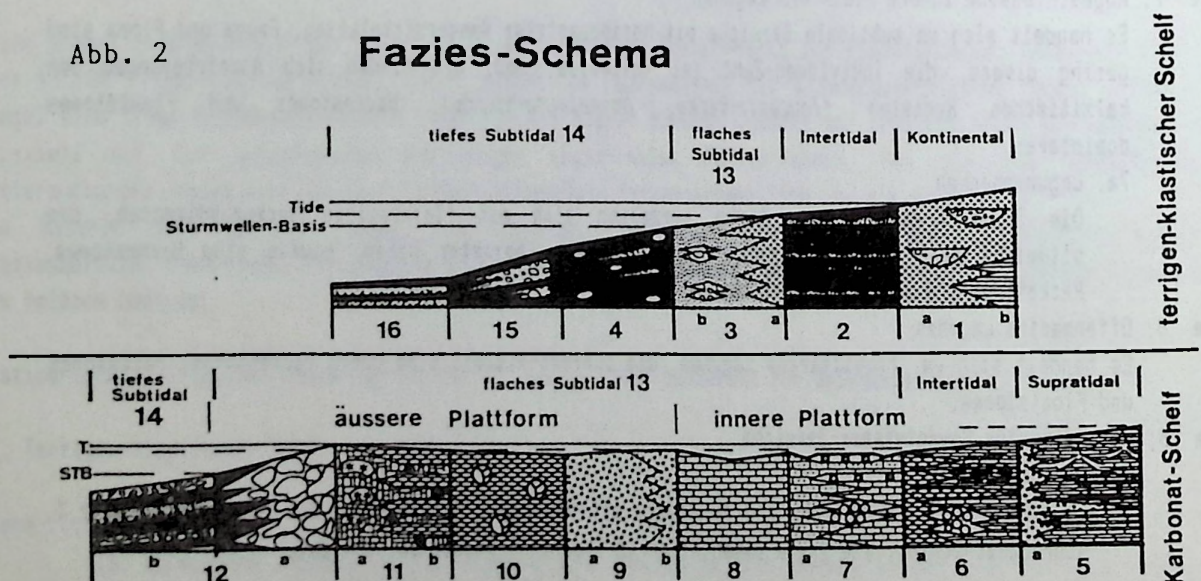 Abb. 2
Fazies-Schema
terrigen-klastischer Schelf
tiefes Subtidal 14
flaches
Subtidal
13
Intertidal
Kontinental
Tide
Sturmwellen-Basis
b a a b
16 15 4 3 2 1
tiefes
Subtidal
14
flaches Subtidal 13
Intertidal
Supratidal
äussere Plattform
innere Plattform
T
STB
Karbonat-Schelf
b a a b a b a a a
12 11 10 9 8 7 6 5